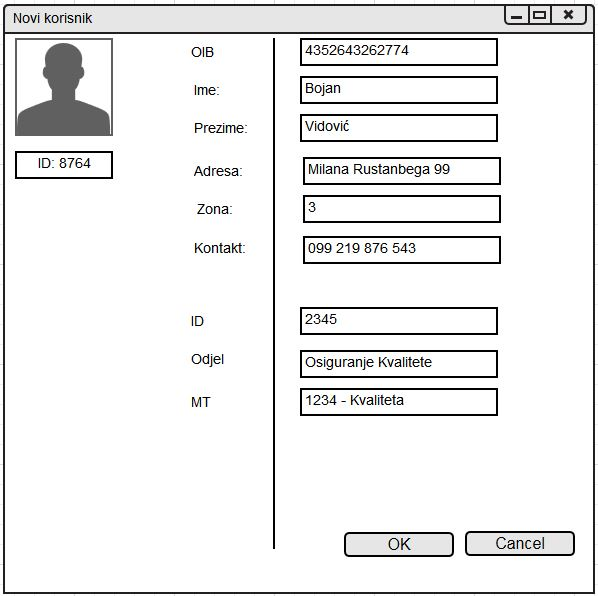 Novi korisnik
OIB 4352643262774
Ime: Bojan
Prezime: Vidović
ID: 8764
Adresa: Milana Rustanbega 99
Zona: 3
Kontakt: 099 219 876 543
ID 2345
Odjel Osiguranje Kvalitete
MT 1234 - Kvaliteta
OK Cancel